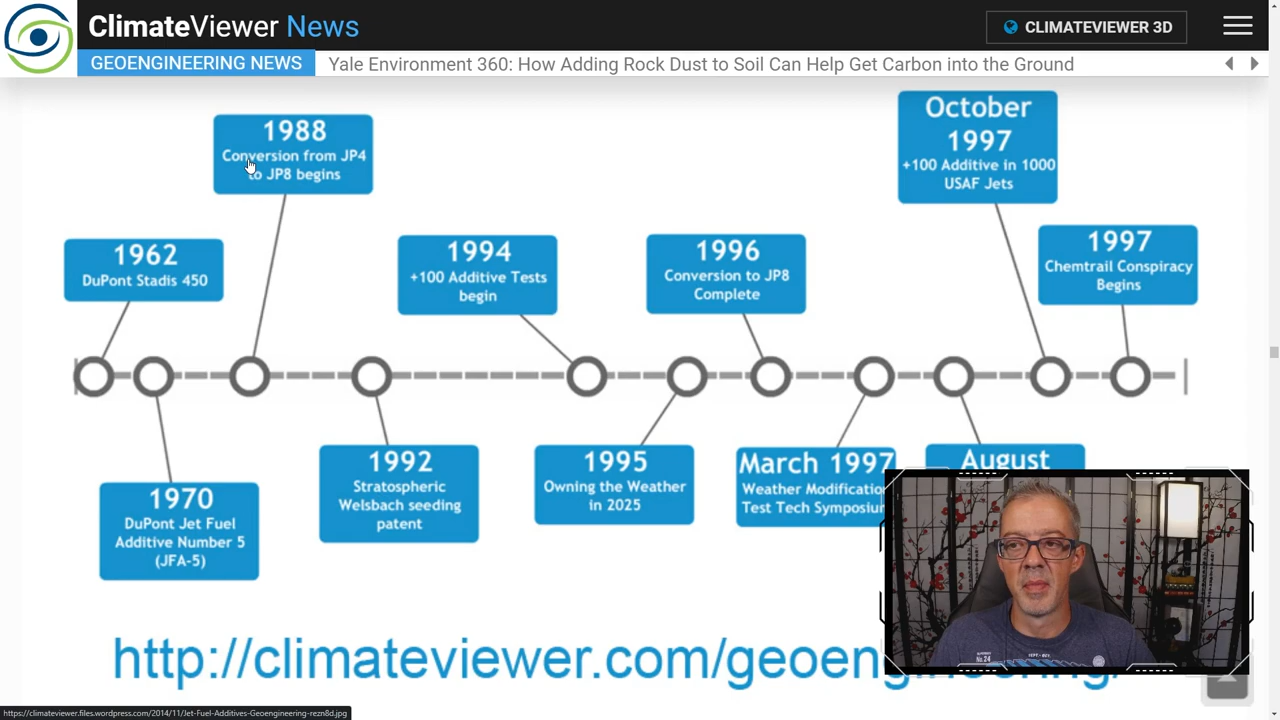 ClimateViewer News
CLIMATEVIEWER 3D
GEOENGINEERING NEWS
Yale Environment 360: How Adding Rock Dust to Soil Can Help Get Carbon into the Ground
1988
Conversion from JP4
to JP8 begins
October
1997
+100 Additive in 1000
USAF Jets
1962
DuPont Stadis 450
1994
+100 Additive Tests
begin
1996
Conversion to JP8
Complete
1997
Chemtrail Conspiracy
Begins
1970
DuPont Jet Fuel
Additive Number 5
(JFA-5)
1992
Stratospheric
Welsbach seeding
patent
1995
Owning the Weather
in 2025
March 1997
Weather Modificatio
Test Tech Symposiu
August
http://climateviewer.com/geoengineering/
No. 24
https://climateviewer.files.wordpress.com/2014/11/Jet-Fuel-Additives-Geoengineering-rezn8d.jpg